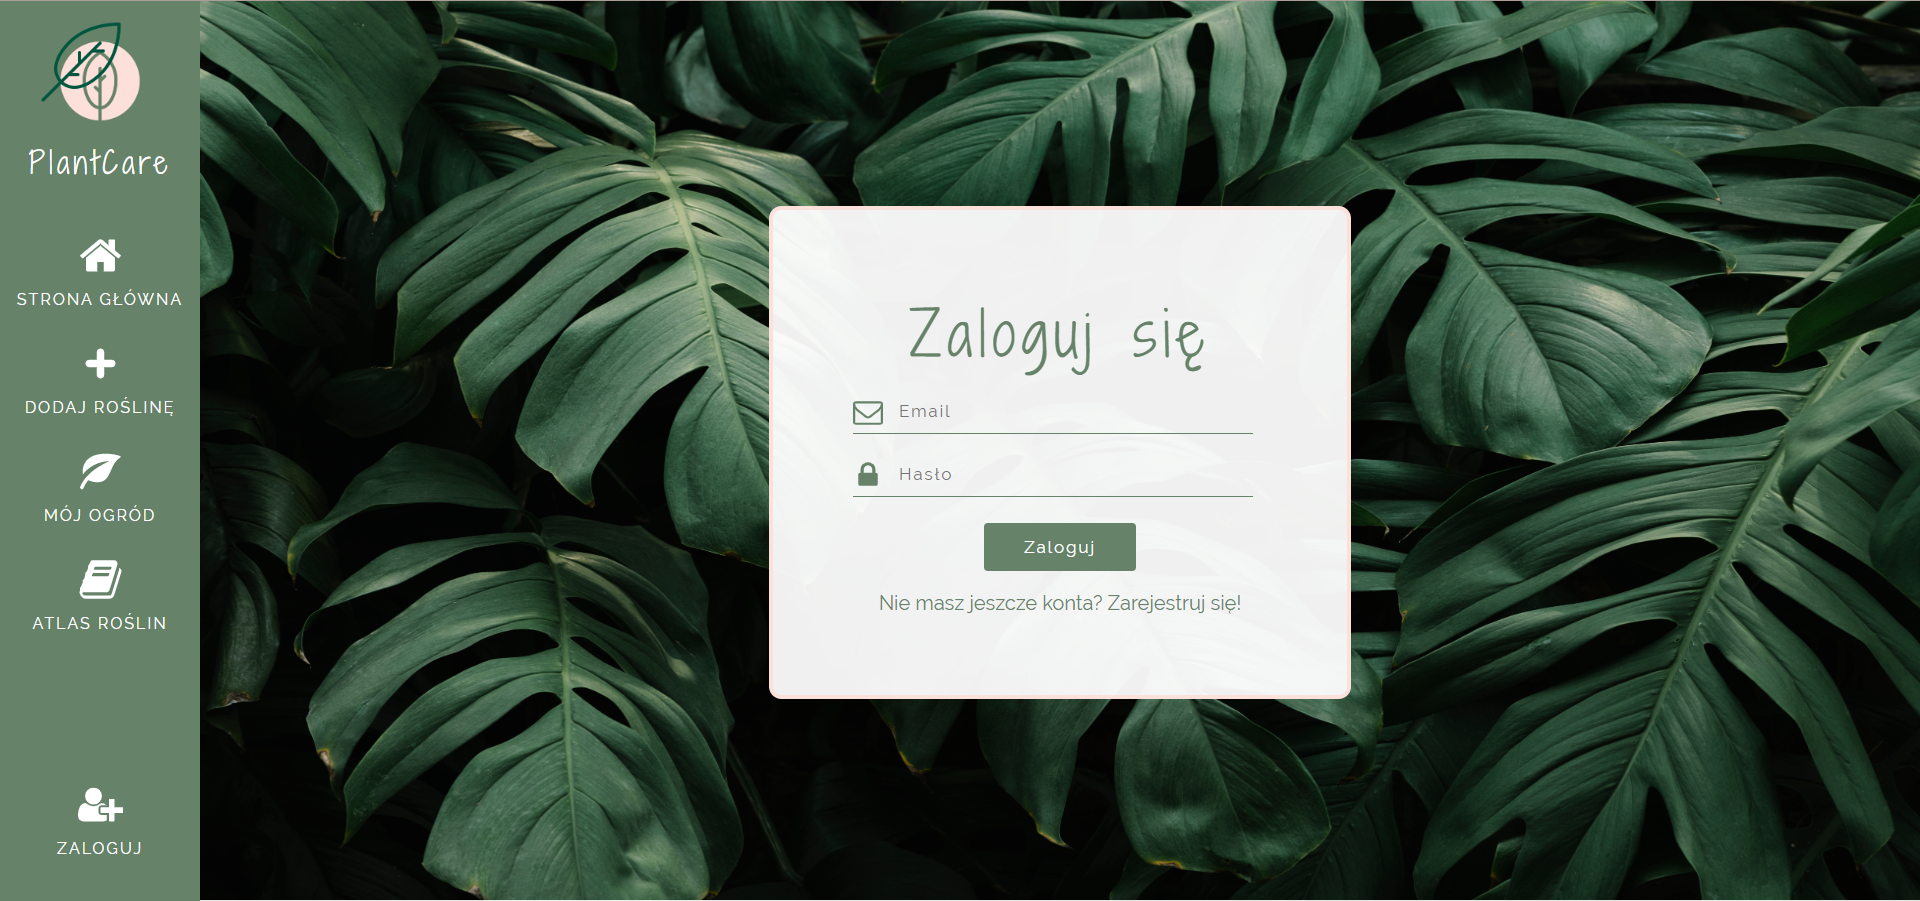 PlantCare
STRONA GŁÓWNA
DODAJ ROŚLINĘ
MÓJ OGRÓD
ATLAS ROŚLIN
ZALOGUJ
Zaloguj się
Email
Hasło
Zaloguj
Nie masz jeszcze konta? Zarejestruj się!